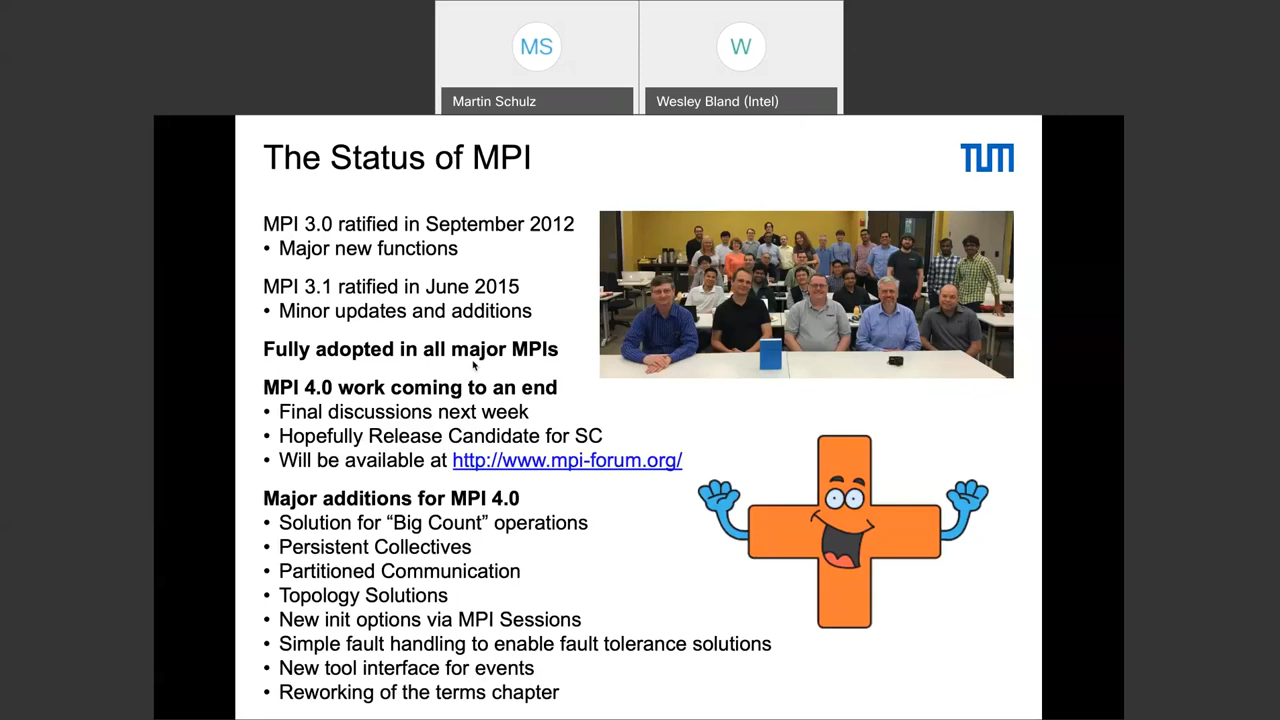 MS
W
Martin Schulz
Wesley Bland (Intel)
The Status of MPI
TUM
MPI 3.0 ratified in September 2012
• Major new functions
MPI 3.1 ratified in June 2015
• Minor updates and additions
Fully adopted in all major MPIs
MPI 4.0 work coming to an end
• Final discussions next week
• Hopefully Release Candidate for SC
• Will be available at http://www.mpi-forum.org/
Major additions for MPI 4.0
• Solution for “Big Count” operations
• Persistent Collectives
• Partitioned Communication
• Topology Solutions
• New init options via MPI Sessions
• Simple fault handling to enable fault tolerance solutions
• New tool interface for events
• Reworking of the terms chapter